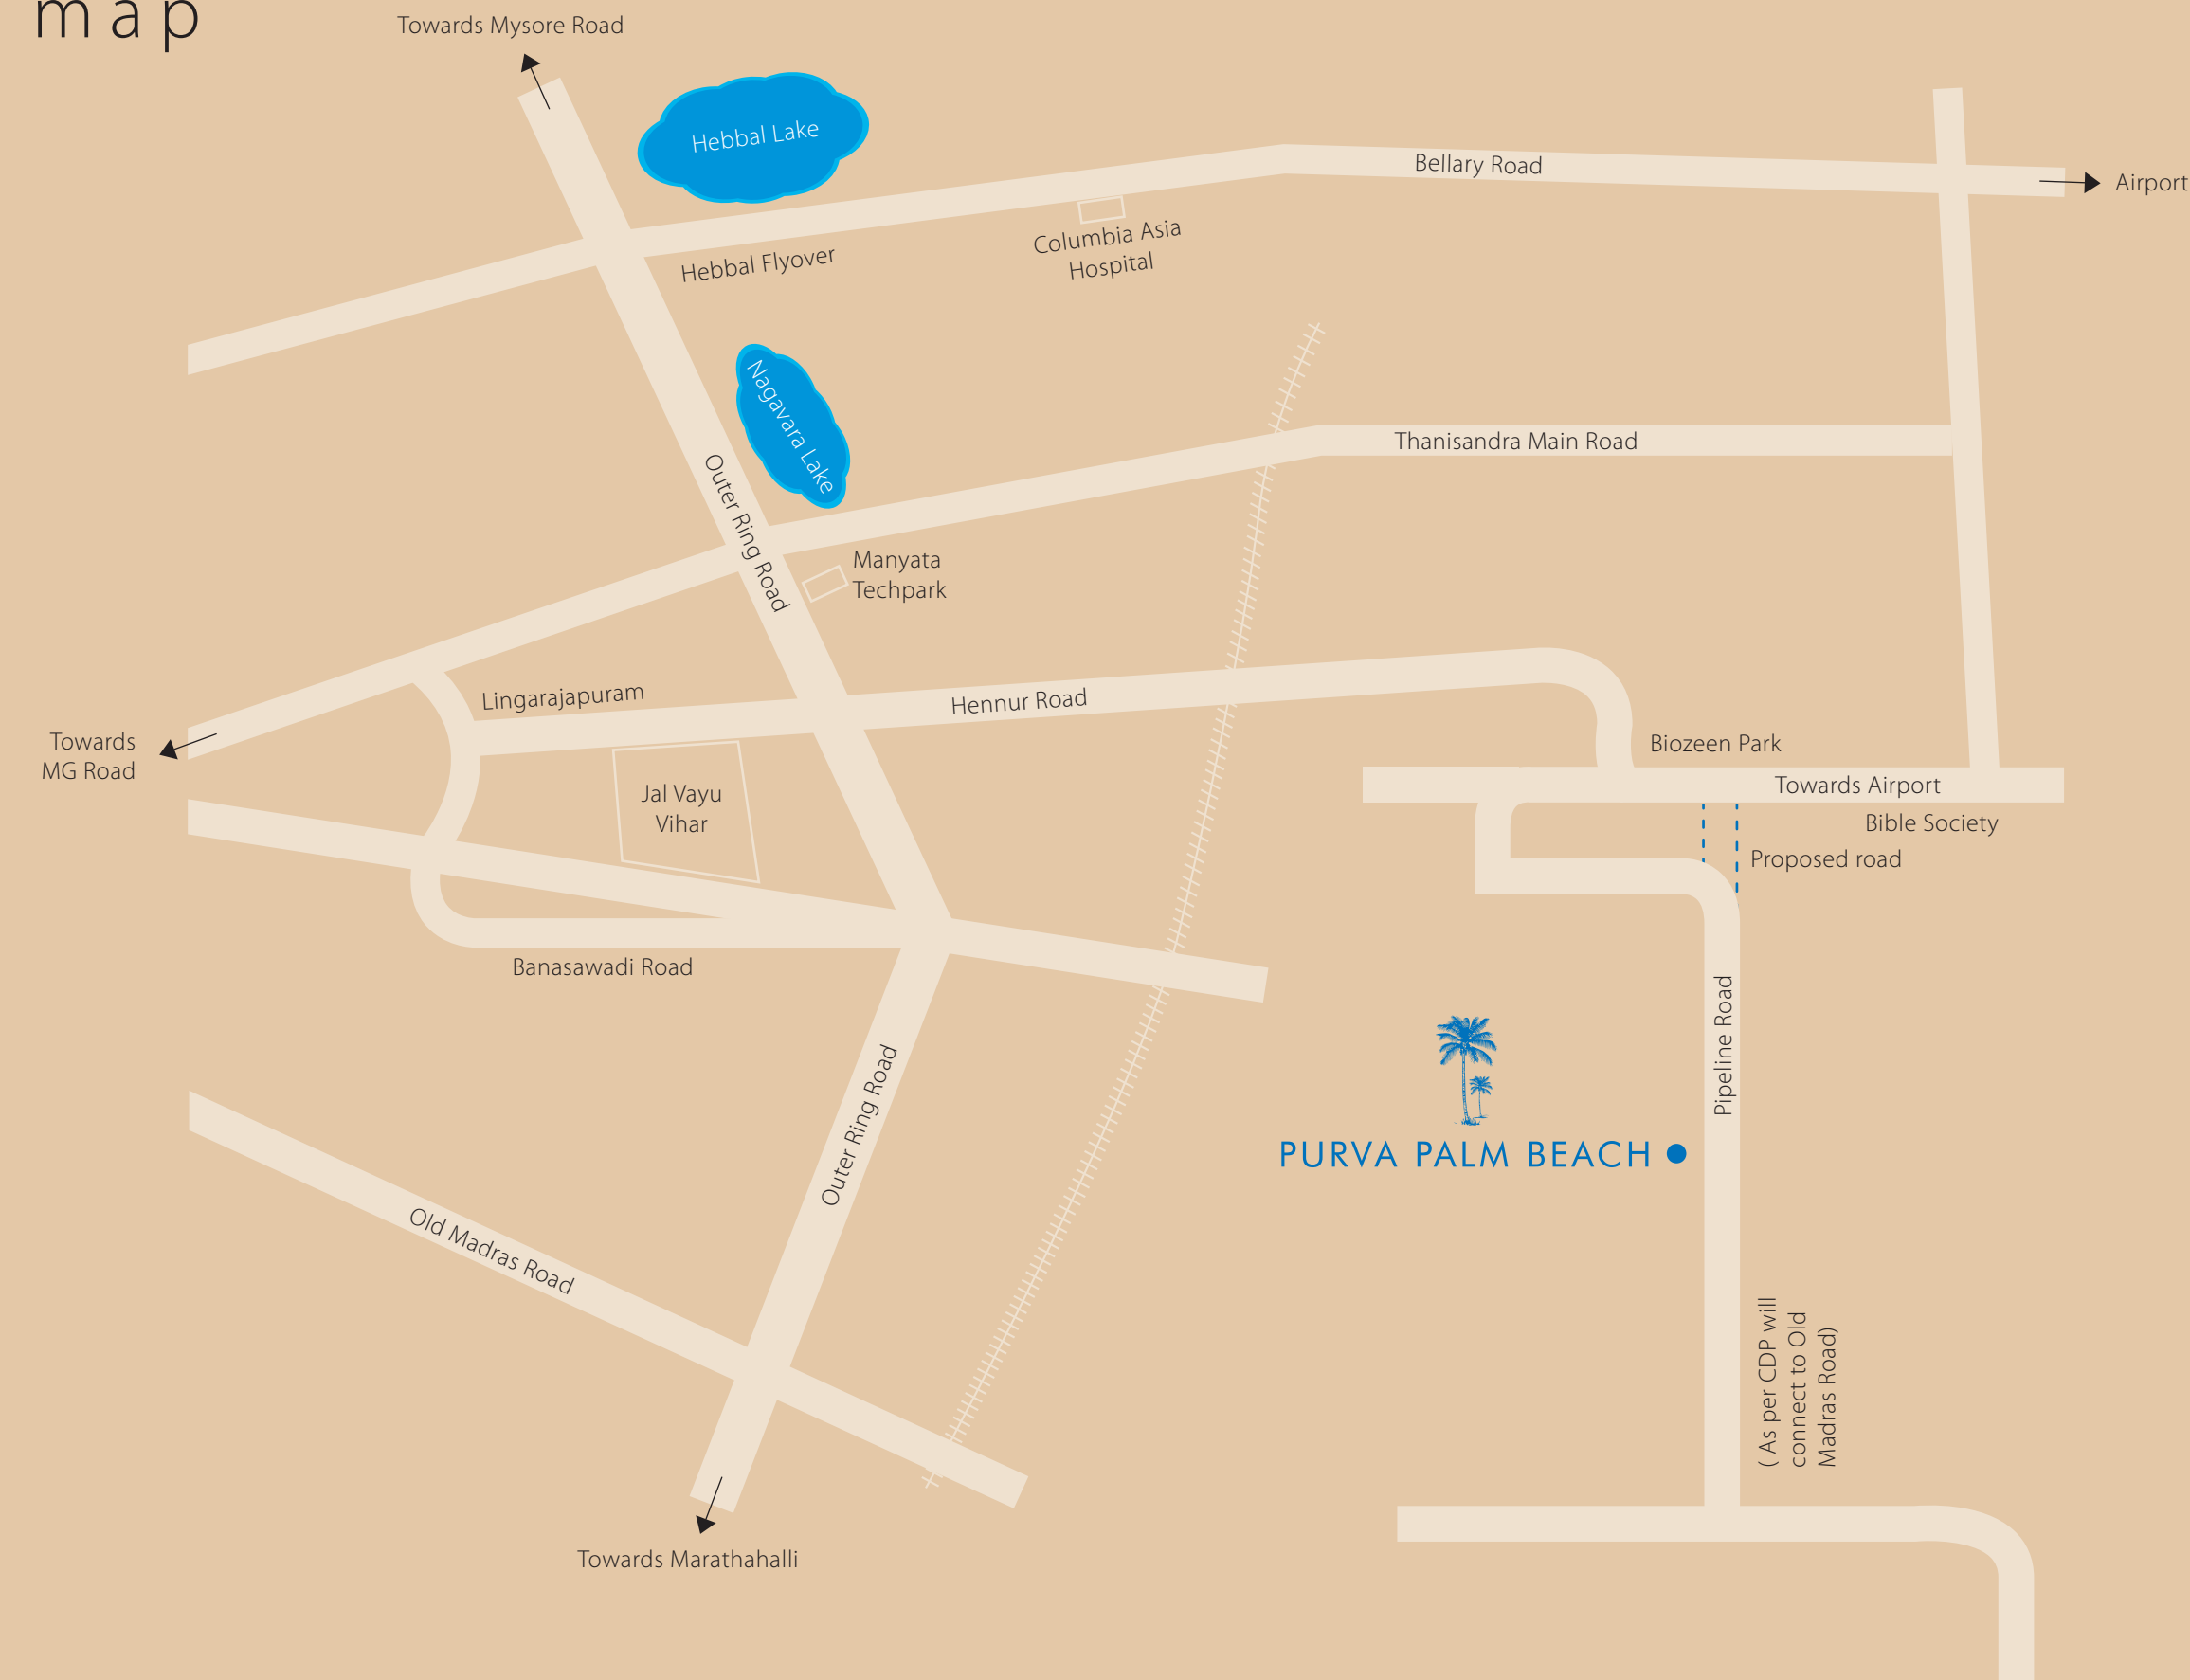 map
Towards Mysore Road
Hebbal Lake
Bellary Road
Airport
Hebbal Flyover
Columbia Asia
Hospital
Nagavara Lake
Outer Ring Road
Thanisandra Main Road
Manyata
Techpark
Lingarajapuram
Hennur Road
Towards
MG Road
Biozeen Park
Jal Vayu
Vihar
Towards Airport
Bible Society
Proposed road
Banasawadi Road
Pipeline Road
Outer Ring Road
PURVA PALM BEACH
Old Madras Road
( As per CDP will
connect to Old
Madras Road)
Towards Marathahalli